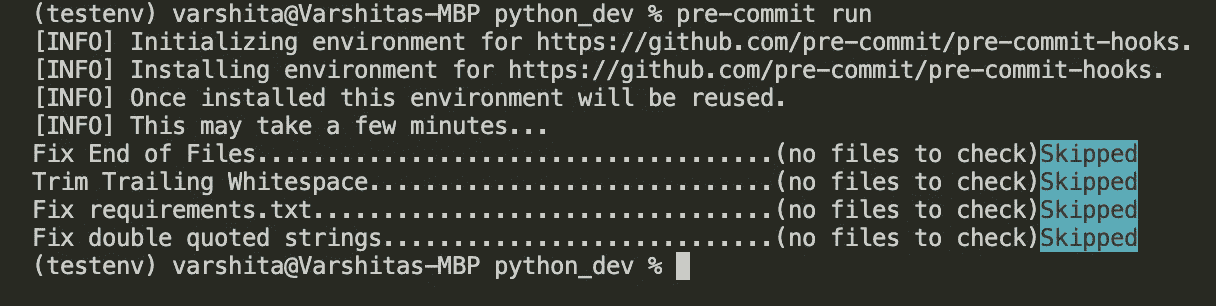 (testenv) varshita@Varshitas-MBP python_dev % pre-commit run
[INFO] Initializing environment for https://github.com/pre-commit/pre-commit-hooks.
[INFO] Installing environment for https://github.com/pre-commit/pre-commit-hooks.
[INFO] Once installed this environment will be reused.
[INFO] This may take a few minutes...
Fix End of Files.....................................(no files to check)Skipped
Trim Trailing Whitespace.............................(no files to check)Skipped
Fix requirements.txt.................................(no files to check)Skipped
Fix double quoted strings............................(no files to check)Skipped
(testenv) varshita@Varshitas-MBP python_dev %